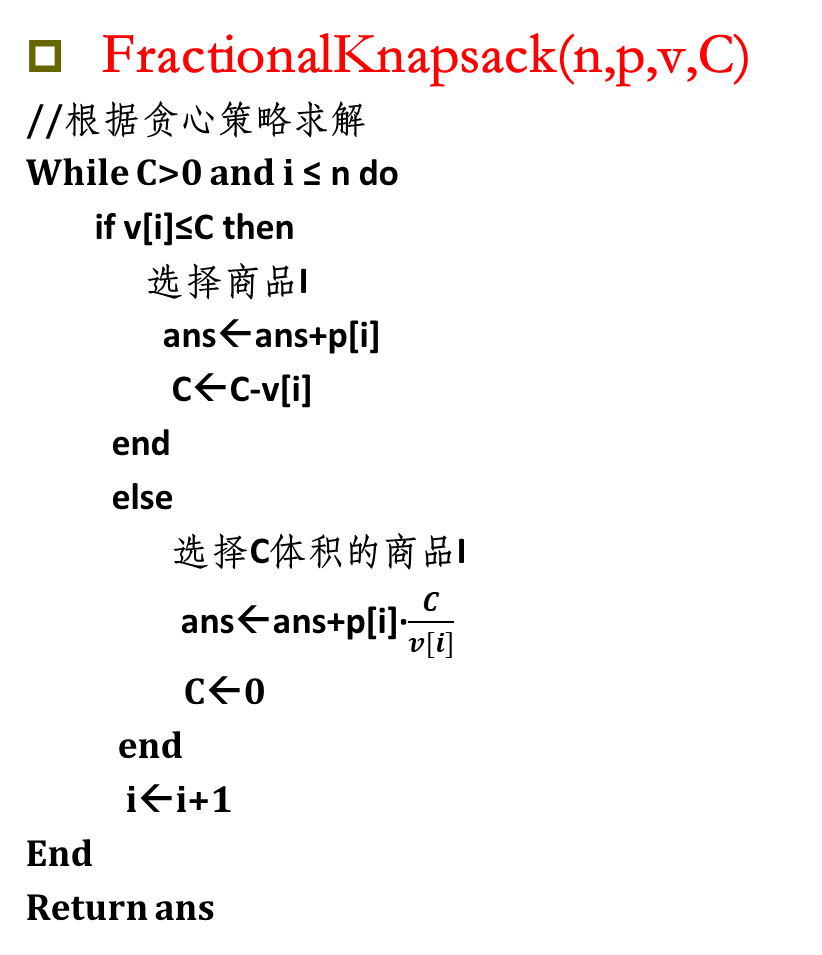 FractionalKnapsack(n,p,v,C)
//根据贪心策略求解
While C>0 and i ≤ n do
if v[i]≤C then
选择商品I
ans←ans+p[i]
C←C-v[i]
end
else
选择C体积的商品I
ans←ans+p[i]·C/v[i]
C←0
end
i←i+1
End
Return ans